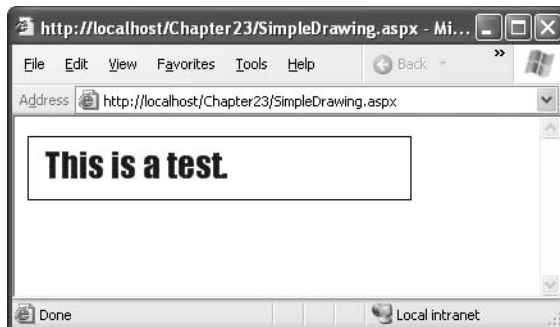 http://localhost/Chapter23/SimpleDrawing.aspx - Mi...
File Edit View Favorites Tools Help Back »
Address http://localhost/Chapter23/SimpleDrawing.aspx
This is a test.
Done Local intranet